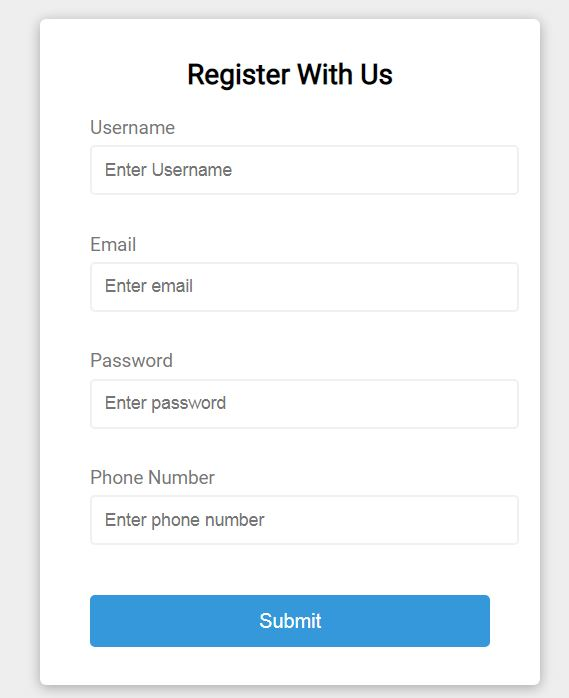 Register With Us
Username
Enter Username
Email
Enter email
Password
Enter password
Phone Number
Enter phone number
Submit